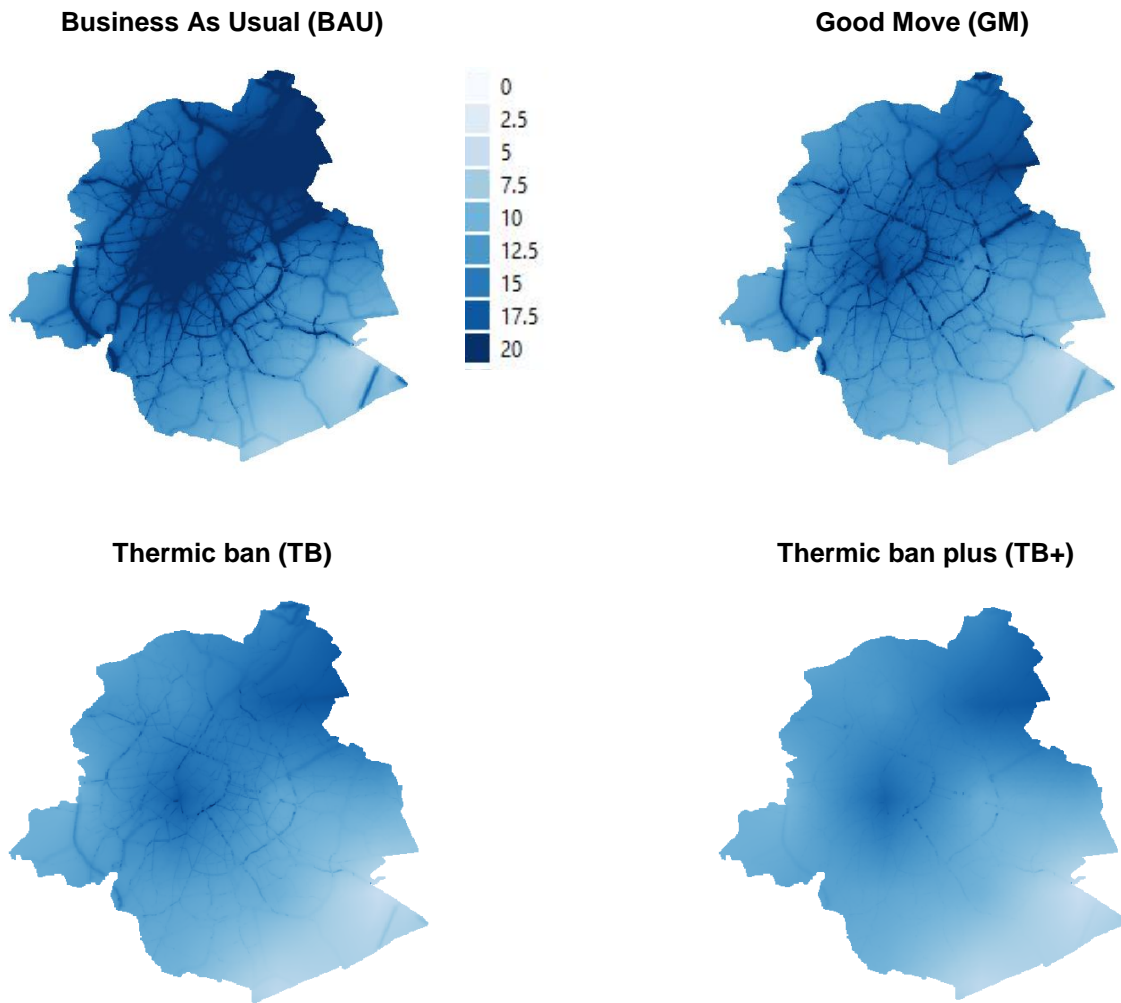 Business As Usual (BAU)
Good Move (GM)
0
2.5
5
7.5
10
12.5
15
17.5
20
Thermic ban (TB)
Thermic ban plus (TB+)